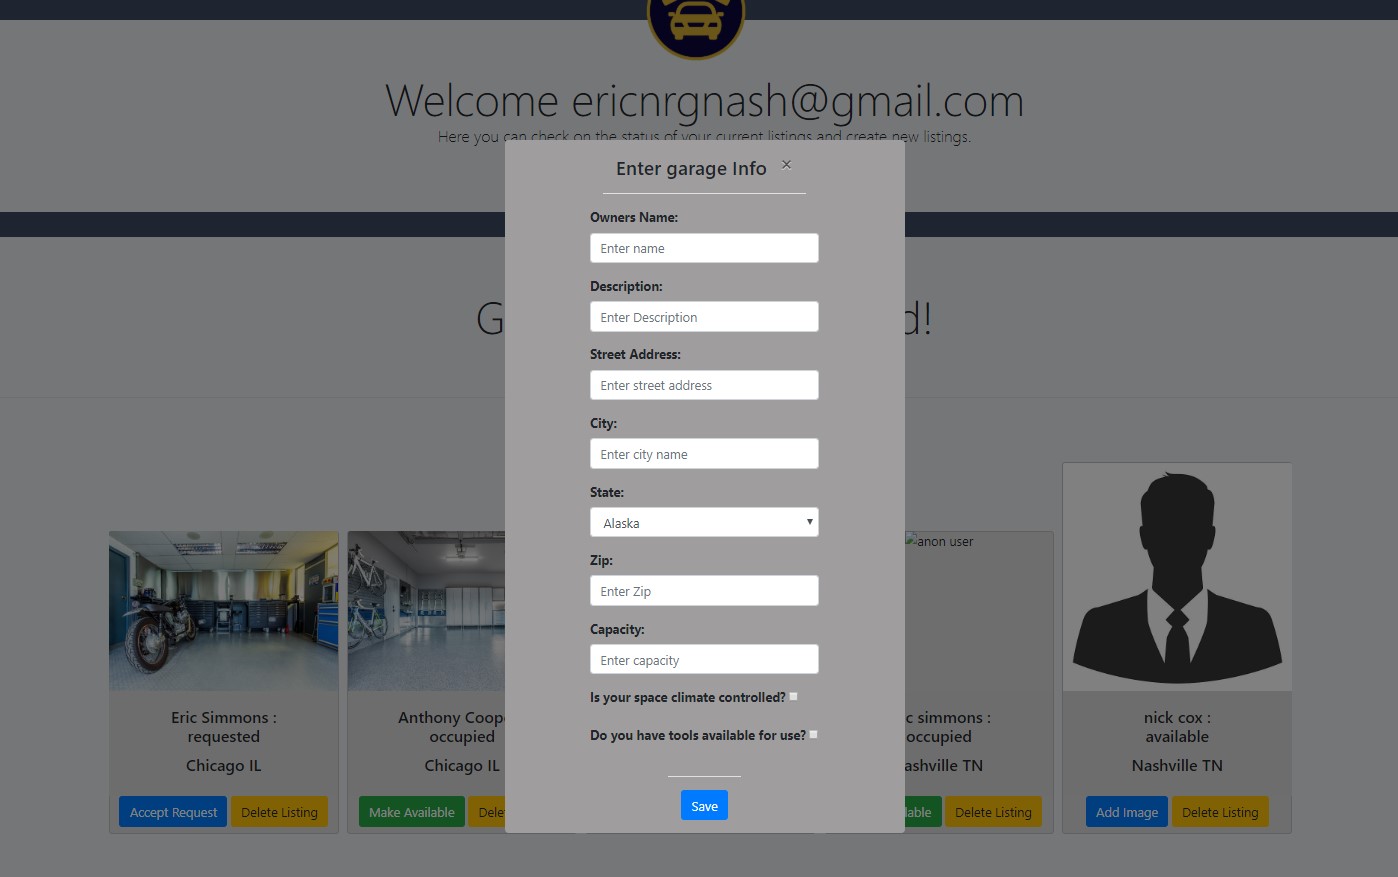 Welcome ericnrgnash@gmail.com
Here you can check on the status of your current listings and create new listings.
Enter garage Info ×
Owners Name:
Enter name
Description:
Enter Description
Street Address:
Enter street address
City:
Enter city name
State:
Alaska
Zip:
Enter Zip
Capacity:
Enter capacity
Is your space climate controlled?
Do you have tools available for use?
Save
G
d!
Eric Simmons :
requested
Chicago IL
Accept Request
Delete Listing
Anthony Coop
occupied
Chicago IL
Make Available
Dele
anon user
c simmons :
occupied
ashville TN
lable
Delete Listing
nick cox :
available
Nashville TN
Add Image
Delete Listing